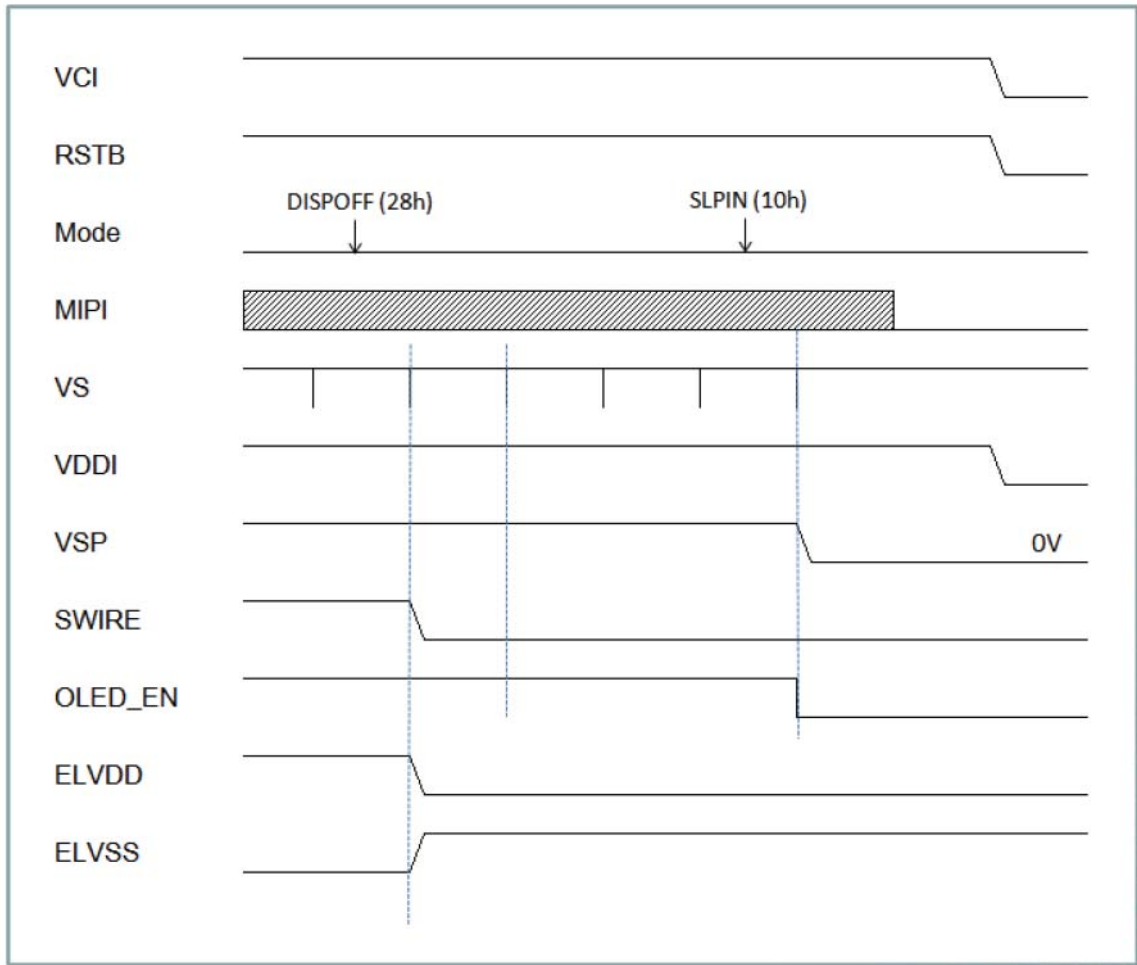 VCI
RSTB
DISPOFF (28h) SLPIN (10h)
Mode
MIPI
VS
VDDI
VSP 0V
SWIRE
OLED_EN
ELVDD
ELVSS